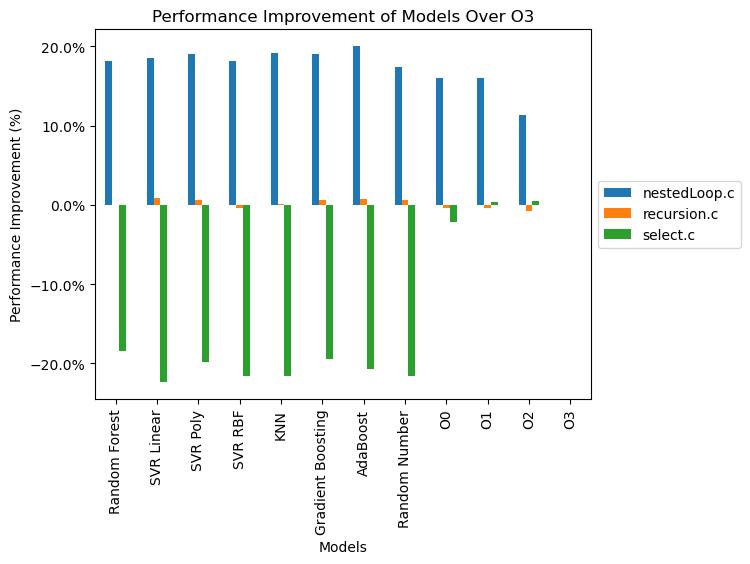 Performance Improvement of Models Over O3
Performance Improvement (%)
20.0%
10.0%
0.0%
−10.0%
−20.0%
Random Forest
SVR Linear
SVR Poly
SVR RBF
KNN
Gradient Boosting
AdaBoost
Random Number
O0
O1
O2
O3
Models
nestedLoop.c
recursion.c
select.c